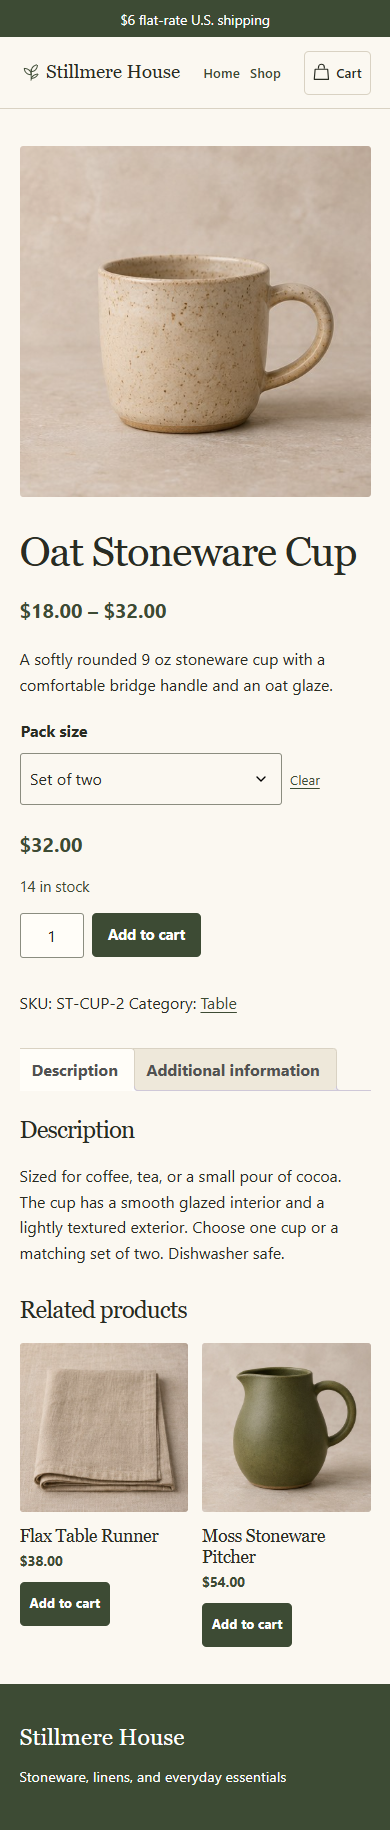 $6 flat-rate U.S. shipping
Stillmere House Home Shop Cart
Oat Stoneware Cup
$18.00 – $32.00
A softly rounded 9 oz stoneware cup with a
comfortable bridge handle and an oat glaze.
Pack size
Set of two Clear
$32.00
14 in stock
1 Add to cart
SKU: ST-CUP-2 Category: Table
Description Additional information
Description
Sized for coffee, tea, or a small pour of cocoa.
The cup has a smooth glazed interior and a
lightly textured exterior. Choose one cup or a
matching set of two. Dishwasher safe.
Related products
Flax Table Runner
$38.00
Add to cart
Moss Stoneware
Pitcher
$54.00
Add to cart
Stillmere House
Stoneware, linens, and everyday essentials